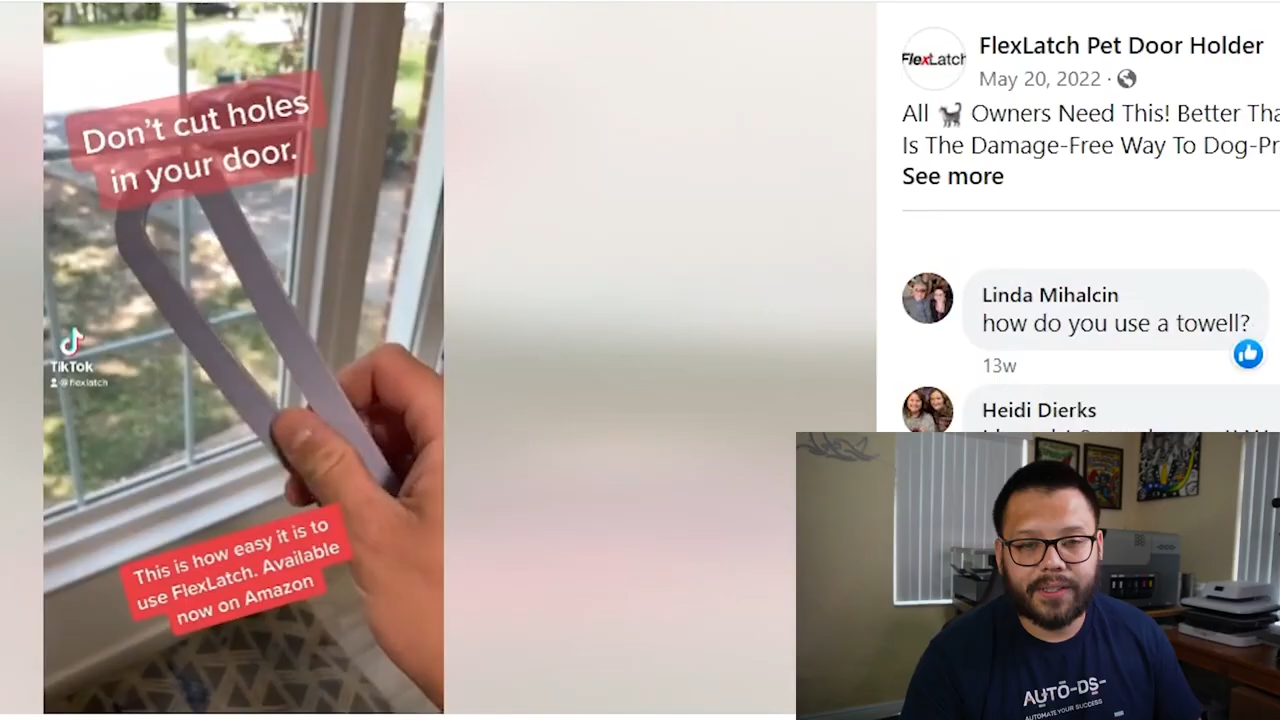 Don't cut holes
in your door.
TikTok
@flexlatch
This is how easy it is to
use FlexLatch. Available
now on Amazon
FlexLatch
FlexLatch Pet Door Holder
May 20, 2022 ·
All 🐈‍⬛ Owners Need This! Better Tha
Is The Damage-Free Way To Dog-Pr
See more
Linda Mihalcin
how do you use a towell?
13w
Heidi Dierks
AUTO-DS
AUTOMATE YOUR SUCCESS